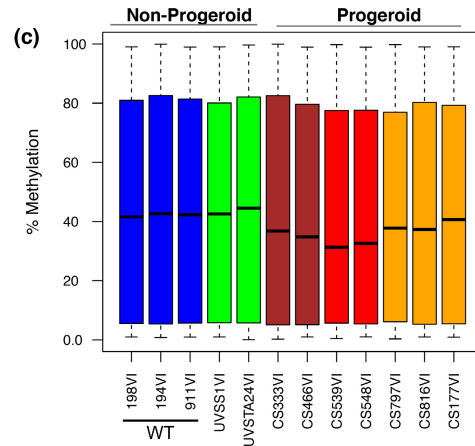 Non-Progeroid Progeroid
(c)
100
80
60
40
20
0.0
% Methylation
198VI
194VI
911VI
UVSS1VI
UVSTA24VI
CS333VI
CS466VI
CS539VI
CS548VI
CS797VI
CS816VI
CS177VI
WT